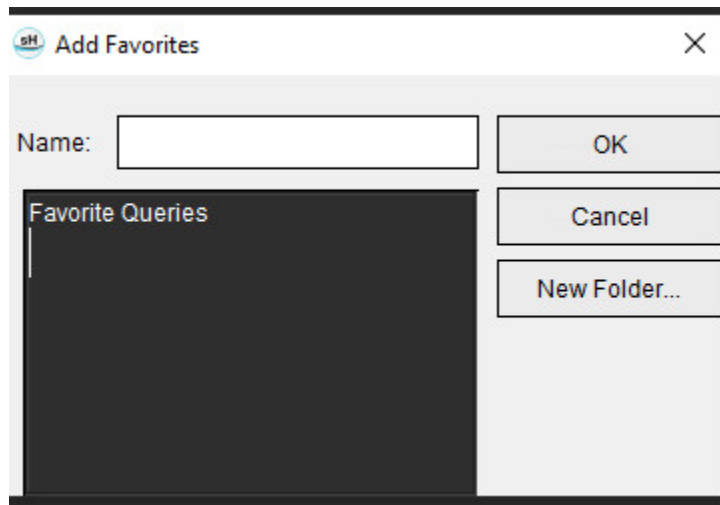 sH Add Favorites
Name:
OK
Favorite Queries
Cancel
New Folder...